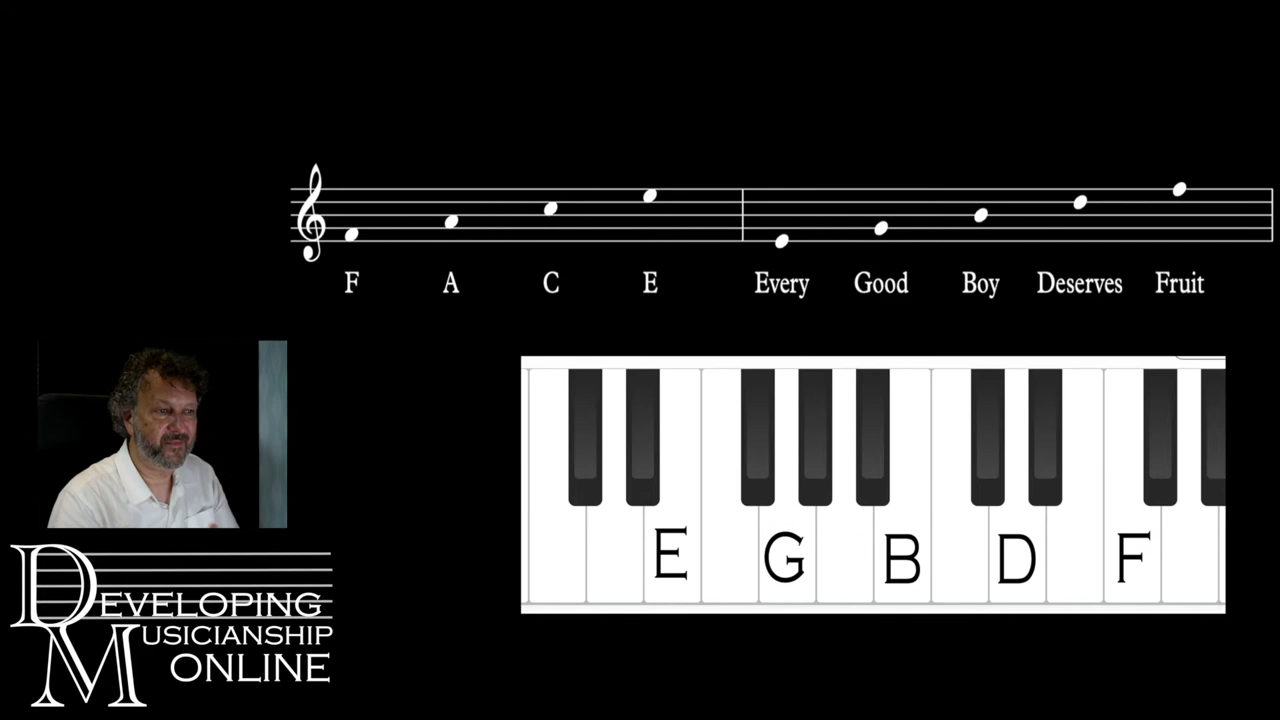 F A C E Every Good Boy Deserves Fruit
E G B D F
DEVELOPING
MUSICIANSHIP
ONLINE